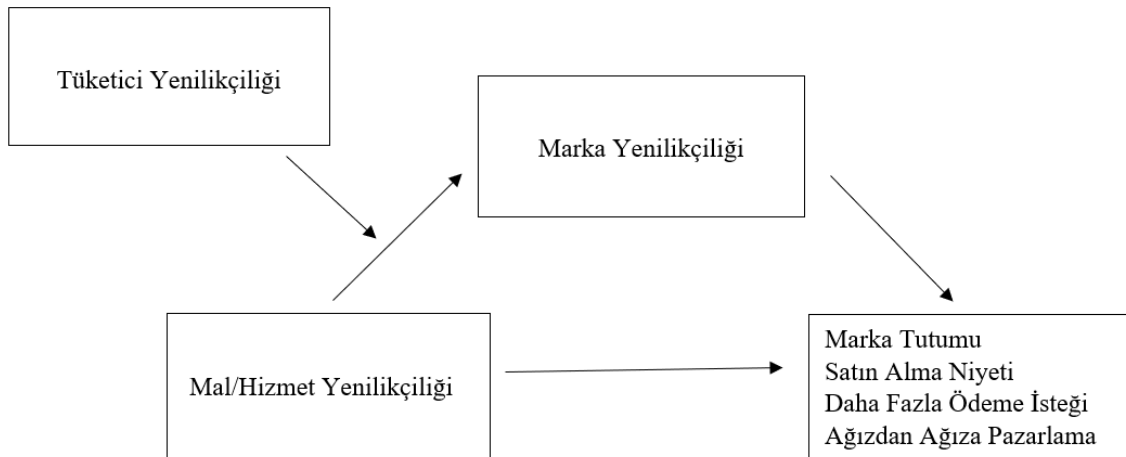 Tüketici Yenilikçiliği
Marka Yenilikçiliği
Mal/Hizmet Yenilikçiliği
Marka Tutumu
Satın Alma Niyeti
Daha Fazla Ödeme İsteği
Ağızdan Ağıza Pazarlama